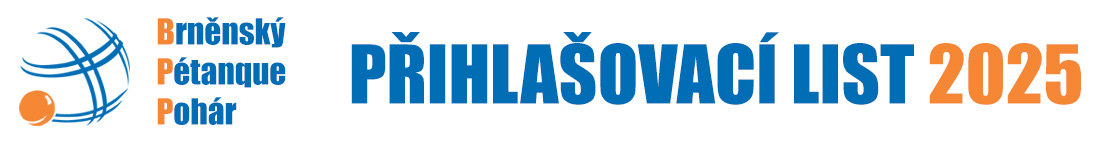 Brněnský
Pétanque
Pohár
PŘIHLAŠOVACÍ LIST 2025